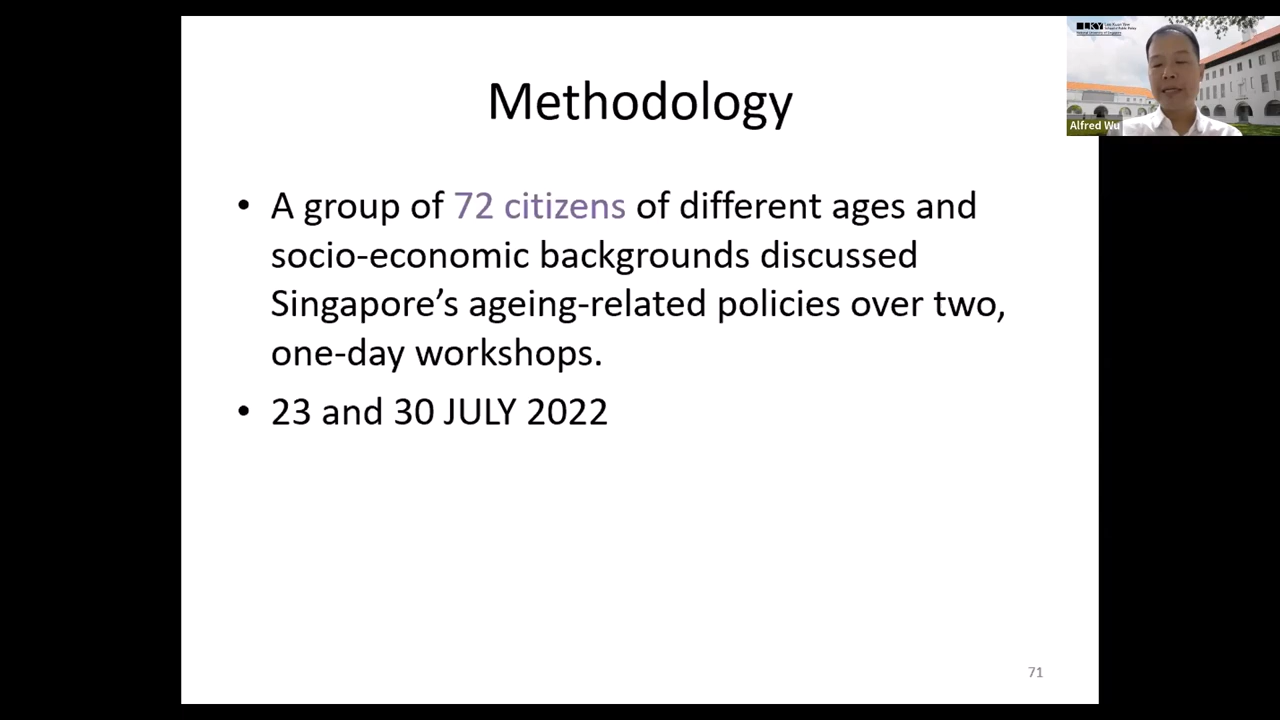 Methodology
• A group of 72 citizens of different ages and
socio-economic backgrounds discussed
Singapore’s ageing-related policies over two,
one-day workshops.
• 23 and 30 JULY 2022
71
LKY
Alfred Wu